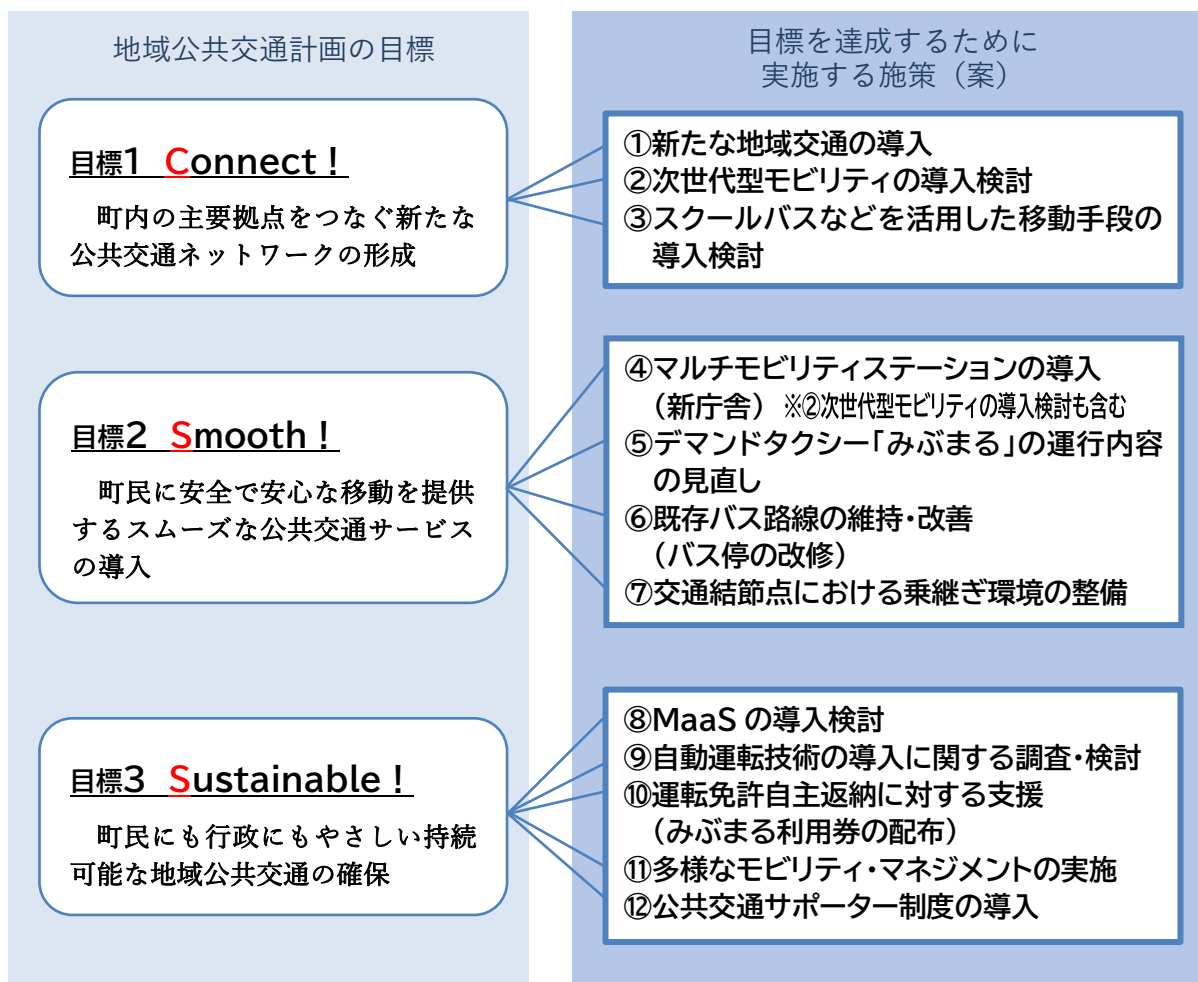 地域公共交通計画の目標
目標を達成するために
実施する施策（案）
目標1 Connect！
町内の主要拠点をつなぐ新たな
公共交通ネットワークの形成
①新たな地域交通の導入
②次世代型モビリティの導入検討
③スクールバスなどを活用した移動手段の
導入検討
目標2 Smooth！
町民に安全で安心な移動を提供
するスムーズな公共交通サービス
の導入
④マルチモビリティステーションの導入
（新庁舎）※②次世代型モビリティの導入検討も含む
⑤デマンドタクシー「みぶまる」の運行内容
の見直し
⑥既存バス路線の維持・改善
（バス停の改修）
⑦交通結節点における乗継ぎ環境の整備
目標3 Sustainable！
町民にも行政にもやさしい持続
可能な地域公共交通の確保
⑧MaaSの導入検討
⑨自動運転技術の導入に関する調査・検討
⑩運転免許自主返納に対する支援
（みぶまる利用券の配布）
⑪多様なモビリティ・マネジメントの実施
⑫公共交通サポーター制度の導入